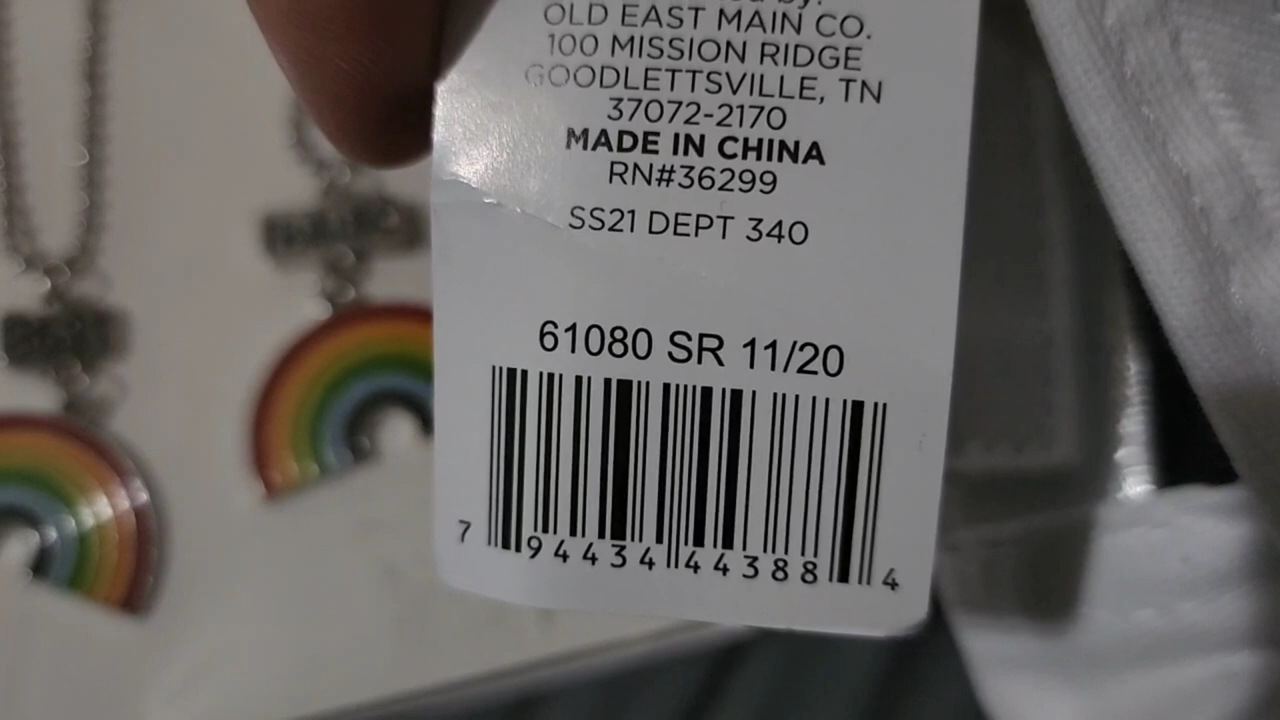 OLD EAST MAIN CO.
100 MISSION RIDGE
GOODLETTSVILLE, TN
37072-2170
MADE IN CHINA
RN#36299
SS21 DEPT 340
61080 SR 11/20
7 94434 44388 4